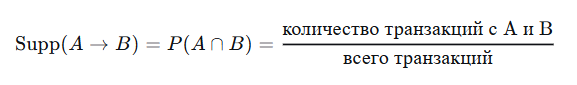 Supp(A → B) = P(A ∩ B) = количество транзакций с A и B / всего транзакций